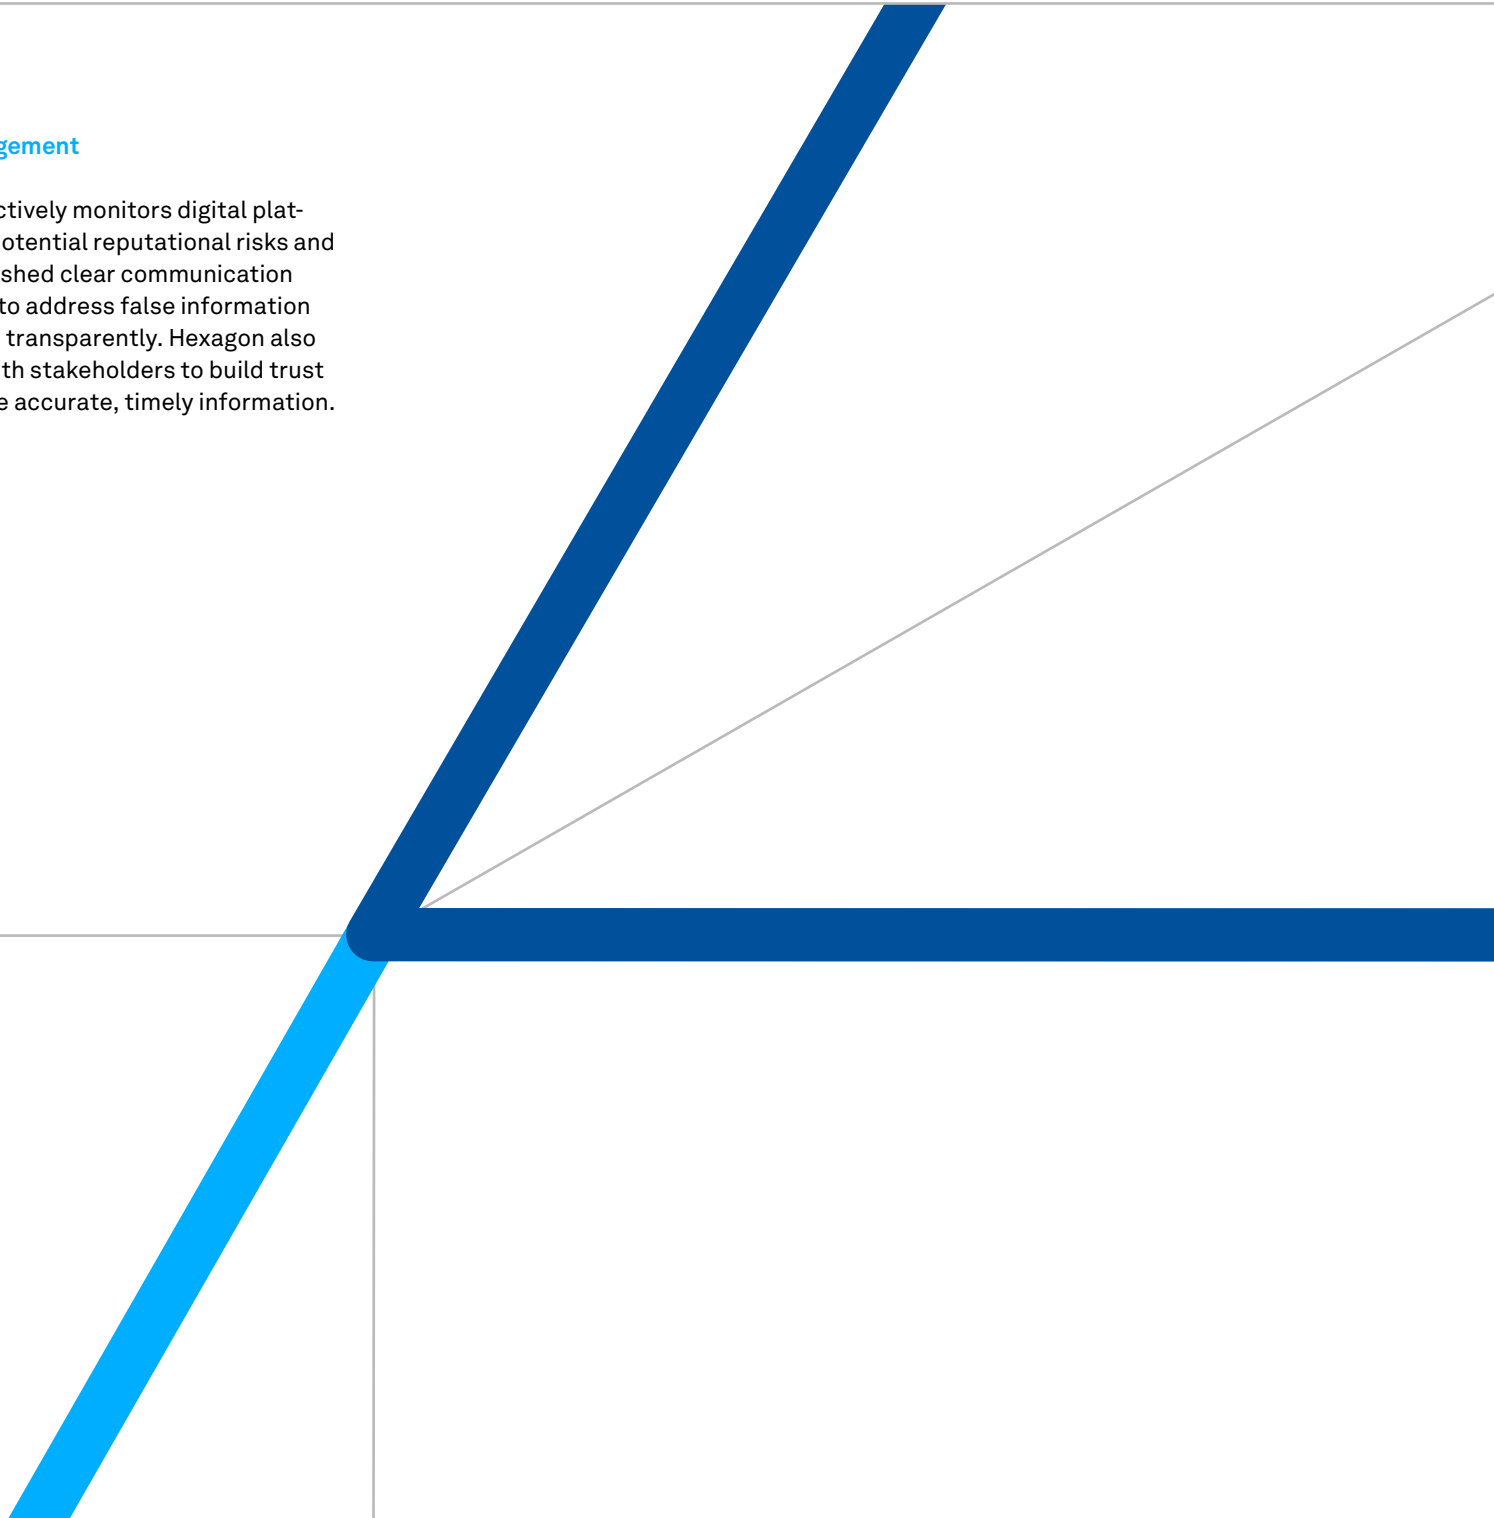 gement
ctively monitors digital plat-
otential reputational risks and
shed clear communication
to address false information
transparently. Hexagon also
th stakeholders to build trust
e accurate, timely information.